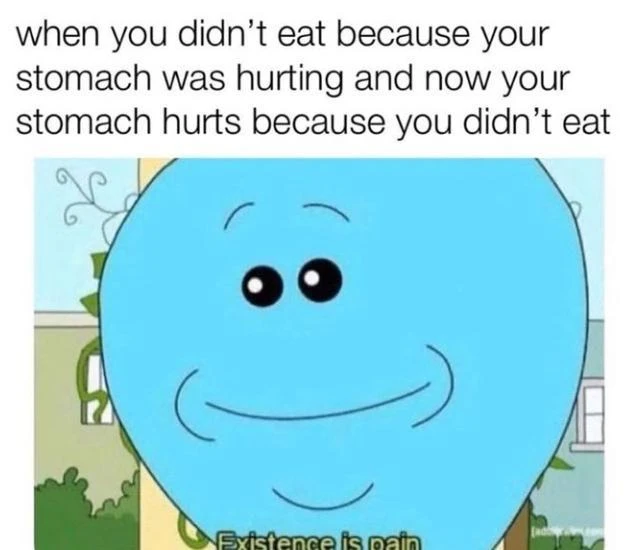 when you didn’t eat because your
stomach was hurting and now your
stomach hurts because you didn’t eat
Existence is pain